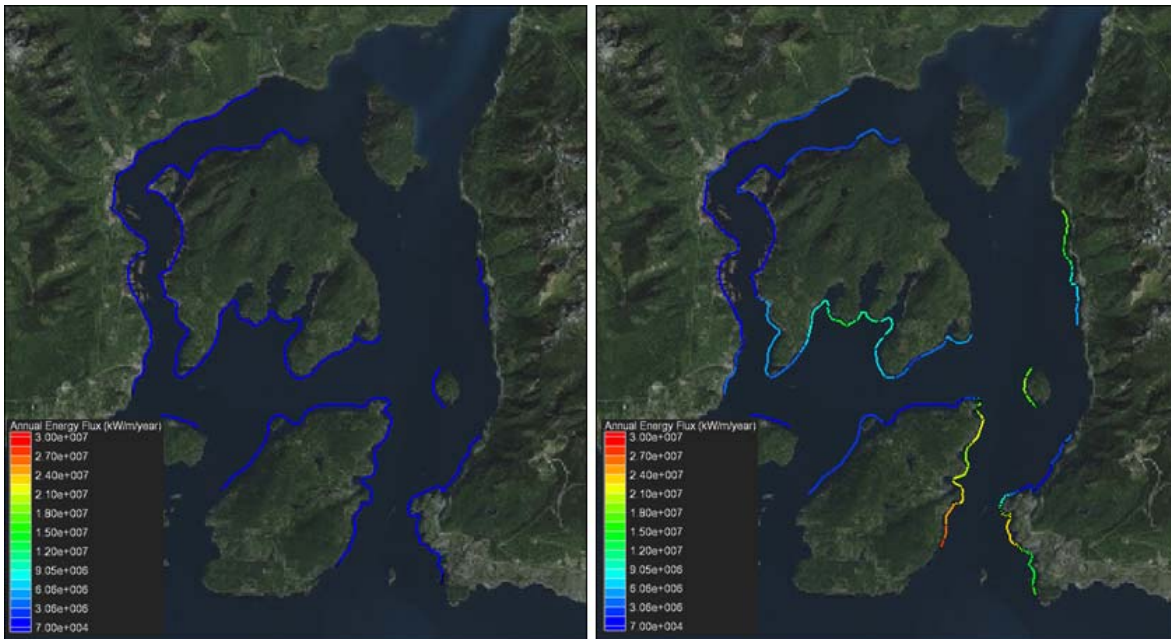 Annual Energy Flux (kW/m/year)
3.00e+007
2.70e+007
2.40e+007
2.10e+007
1.80e+007
1.50e+007
1.20e+007
9.05e+006
6.06e+006
3.06e+006
7.00e+004
Annual Energy Flux (kW/m/year)
3.00e+007
2.70e+007
2.40e+007
2.10e+007
1.80e+007
1.50e+007
1.20e+007
9.05e+006
6.06e+006
3.06e+006
7.00e+004